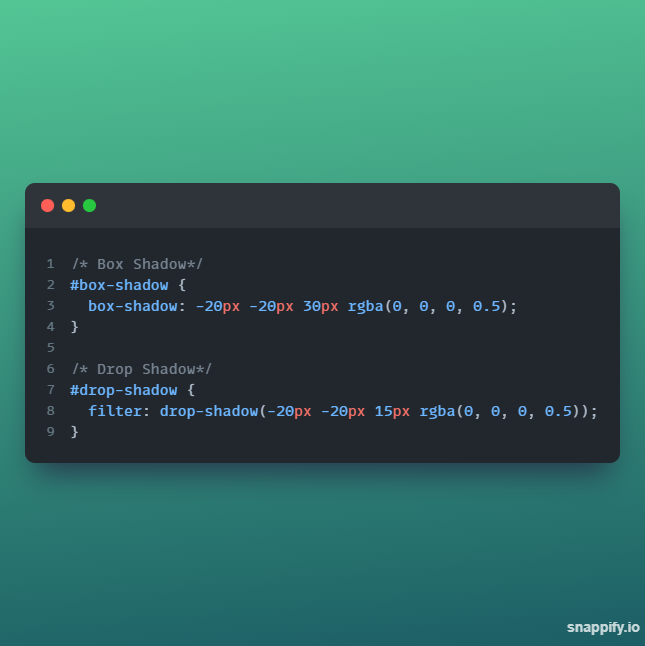 1 /* Box Shadow*/
2 #box-shadow {
3   box-shadow: -20px -20px 30px rgba(0, 0, 0, 0.5);
4 }
5
6 /* Drop Shadow*/
7 #drop-shadow {
8   filter: drop-shadow(-20px -20px 15px rgba(0, 0, 0, 0.5));
9 }
snappify.io